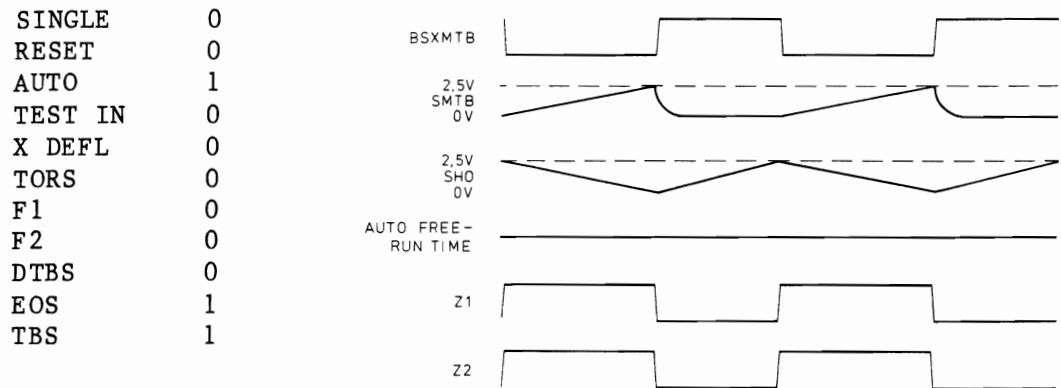 SINGLE 0
RESET 0
AUTO 1
TEST IN 0
X DEFL 0
TORS 0
F1 0
F2 0
DTBS 0
EOS 1
TBS 1
BSXMTB
2,5V
SMTB
0V
2,5V
SHO
0V
AUTO FREE-
RUN TIME
Z1
Z2